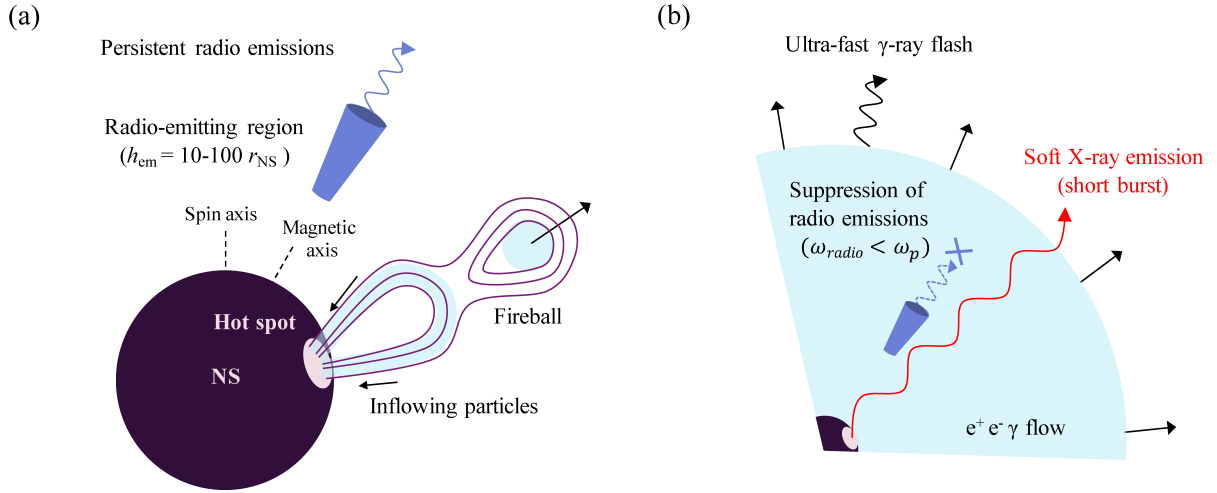 (a)
Persistent radio emissions
Radio-emitting region
(h_em = 10-100 r_NS )
Spin axis
Magnetic
axis
Hot spot
NS
Fireball
Inflowing particles
(b)
Ultra-fast γ-ray flash
Soft X-ray emission
(short burst)
Suppression of
radio emissions
(ω_radio < ω_p)
e⁺ e⁻ γ flow